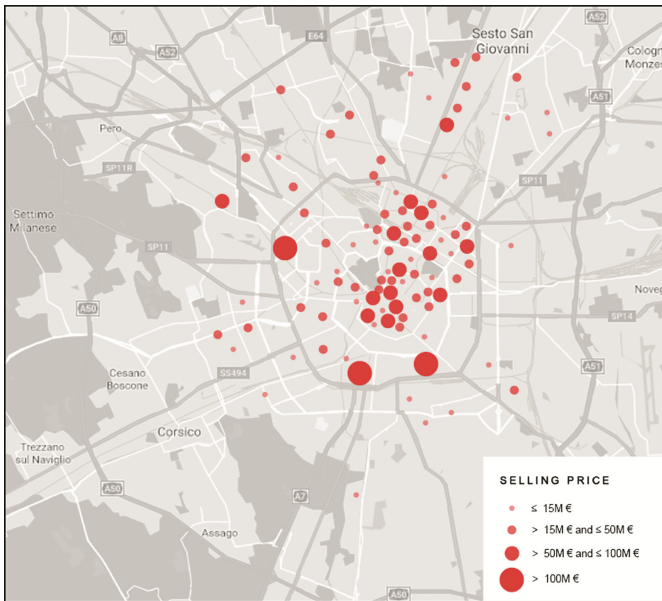 Sesto San
Giovanni
A52
E64
A8
A52
Cologno
Monzes
A51
Pero
SP11R
SP11
Settimo
Milanese
SP11
A50
Noveg
SP14
Cesano
Boscone
SS494
A51
Corsico
Trezzano
sul Naviglio
A50
A7
Assago
A50
SELLING PRICE
≤ 15M €
> 15M € and ≤ 50M €
> 50M € and ≤ 100M €
> 100M €